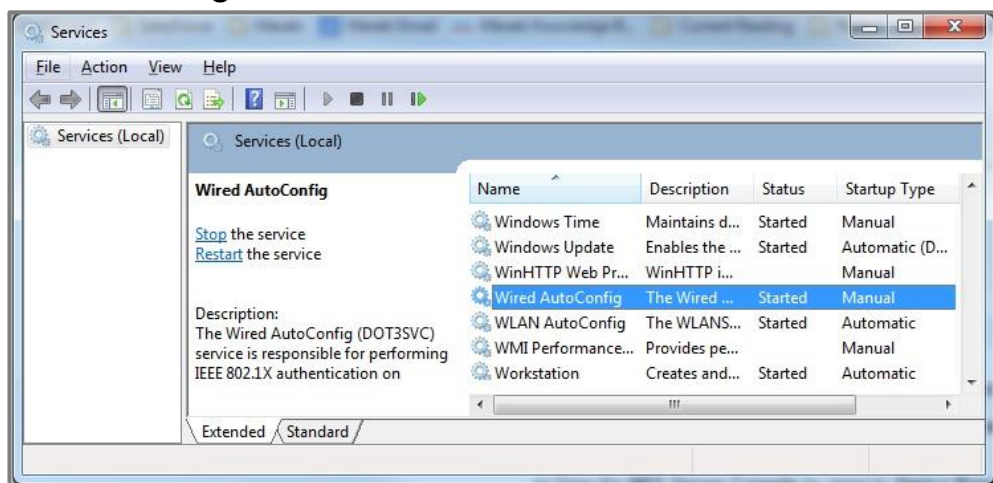 Services
File Action View Help
Services (Local)
Services (Local)
Wired AutoConfig
Stop the service
Restart the service
Description:
The Wired AutoConfig (DOT3SVC)
service is responsible for performing
IEEE 802.1X authentication on
Name Description Status Startup Type
Windows Time Maintains d... Started Manual
Windows Update Enables the ... Started Automatic (D...
WinHTTP Web Pr... WinHTTP i... Manual
Wired AutoConfig The Wired ... Started Manual
WLAN AutoConfig The WLANS... Started Automatic
WMI Performance... Provides pe... Manual
Workstation Creates and... Started Automatic
Extended Standard